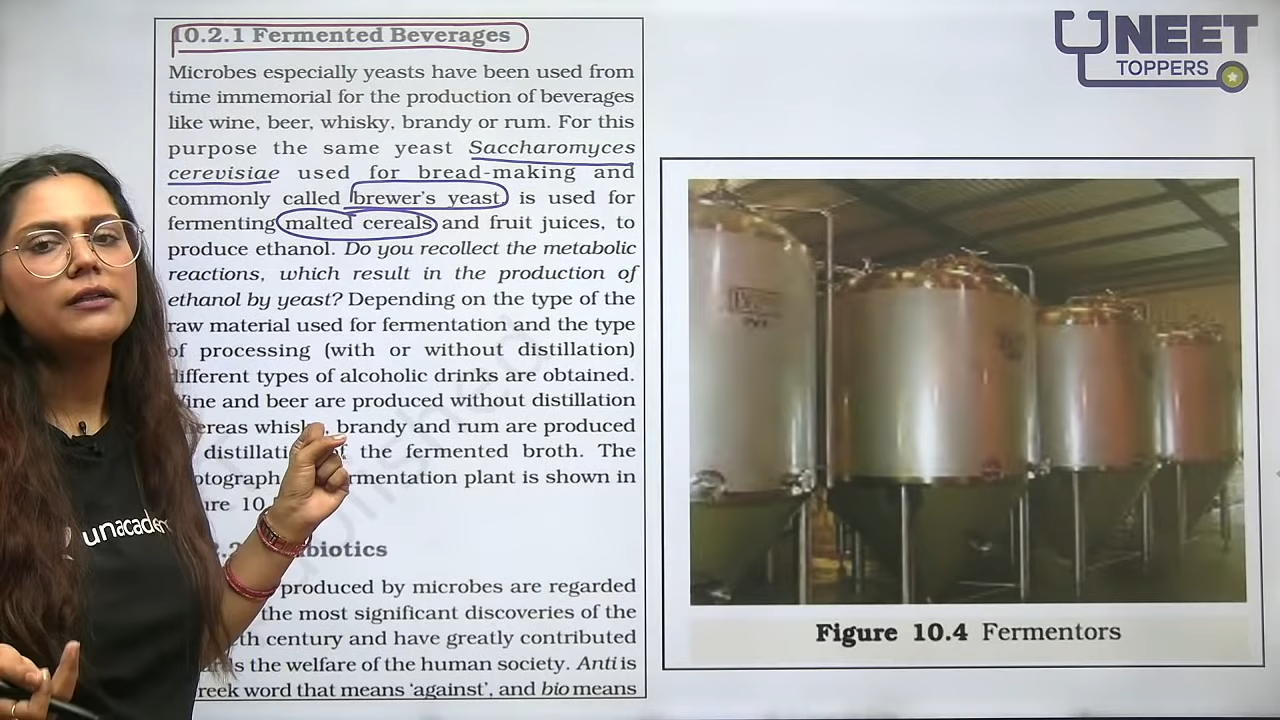 10.2.1 Fermented Beverages
Microbes especially yeasts have been used from
time immemorial for the production of beverages
like wine, beer, whisky, brandy or rum. For this
purpose the same yeast Saccharomyces
cerevisiae used for bread-making and
commonly called brewer's yeast, is used for
fermenting malted cereals and fruit juices, to
produce ethanol. Do you recollect the metabolic
reactions, which result in the production of
ethanol by yeast? Depending on the type of the
raw material used for fermentation and the type
of processing (with or without distillation)
different types of alcoholic drinks are obtained.
Wine and beer are produced without distillation
whisky, brandy and rum are produced
the fermented broth. The
plant is shown in
produced by microbes are regarded
the most significant discoveries of the
century and have greatly contributed
the welfare of the human society. Anti is
word that means 'against', and bio means
NEET
TOPPERS
Figure 10.4 Fermentors
unacademy